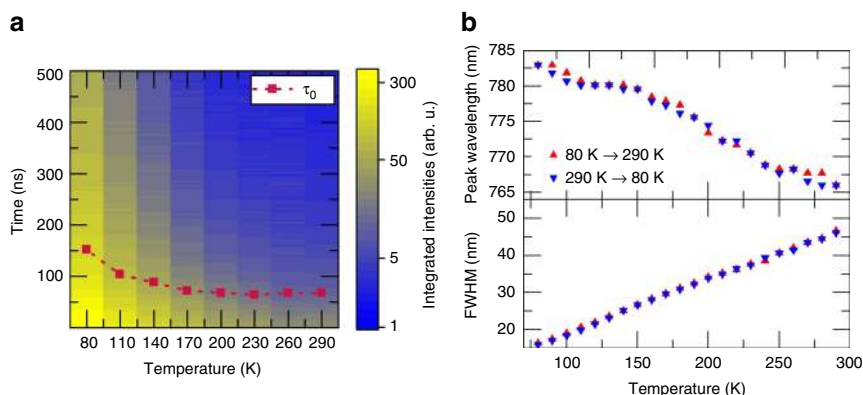 a
500
400
300
200
100
Time (ns)
τ0
80 110 140 170 200 230 260 290
Temperature (K)
300
50
5
1
Integrated intensities (arb. u.)
b
785
780
775
770
765
Peak wavelength (nm)
80 K → 290 K
290 K → 80 K
50
40
30
20
FWHM (nm)
100 150 200 250 300
Temperature (K)